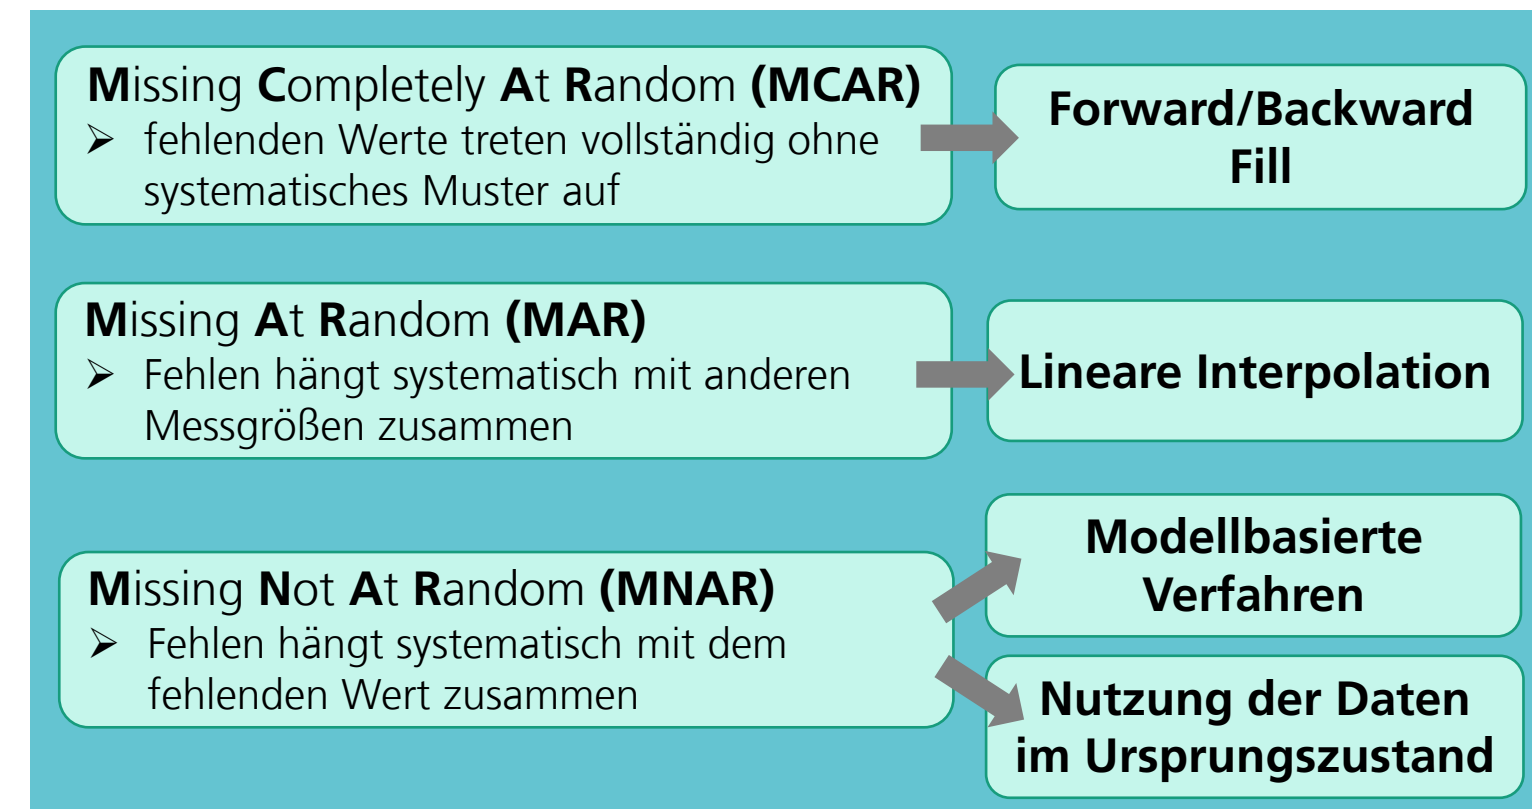 Missing Completely At Random (MCAR)
➢ fehlenden Werte treten vollständig ohne
systematisches Muster auf
Forward/Backward
Fill
Missing At Random (MAR)
➢ Fehlen hängt systematisch mit anderen
Messgrößen zusammen
Lineare Interpolation
Missing Not At Random (MNAR)
➢ Fehlen hängt systematisch mit dem
fehlenden Wert zusammen
Modellbasierte
Verfahren
Nutzung der Daten
im Ursprungszustand